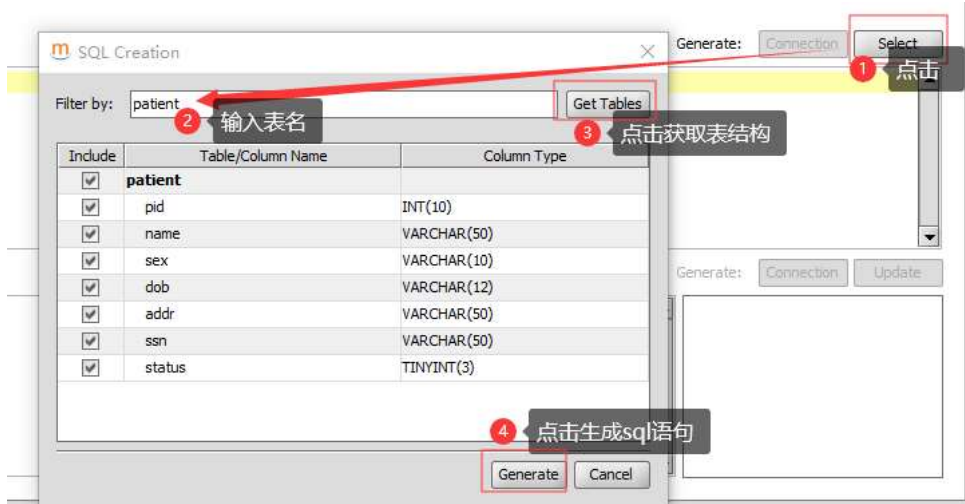 m SQL Creation
Generate: Connection Select
1 点击
Filter by: patient Get Tables
2 输入表名
3 点击获取表结构
Include Table/Column Name Column Type
patient
pid INT(10)
name VARCHAR(50)
sex VARCHAR(10)
dob VARCHAR(12)
addr VARCHAR(50)
ssn VARCHAR(50)
status TINYINT(3)
Generate: Connection Update
4 点击生成sql语句
Generate Cancel